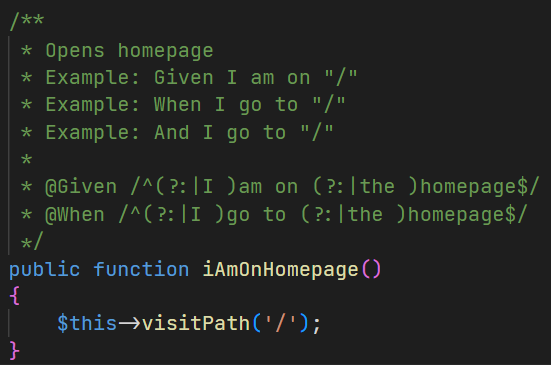 /**
 * Opens homepage
 * Example: Given I am on "/"
 * Example: When I go to "/"
 * Example: And I go to "/"
 *
 * @Given /^(?:|I )am on (?:|the )homepage$/
 * @When /^(?:|I )go to (?:|the )homepage$/
 */
public function iAmOnHomepage()
{
    $this->visitPath('/');
}